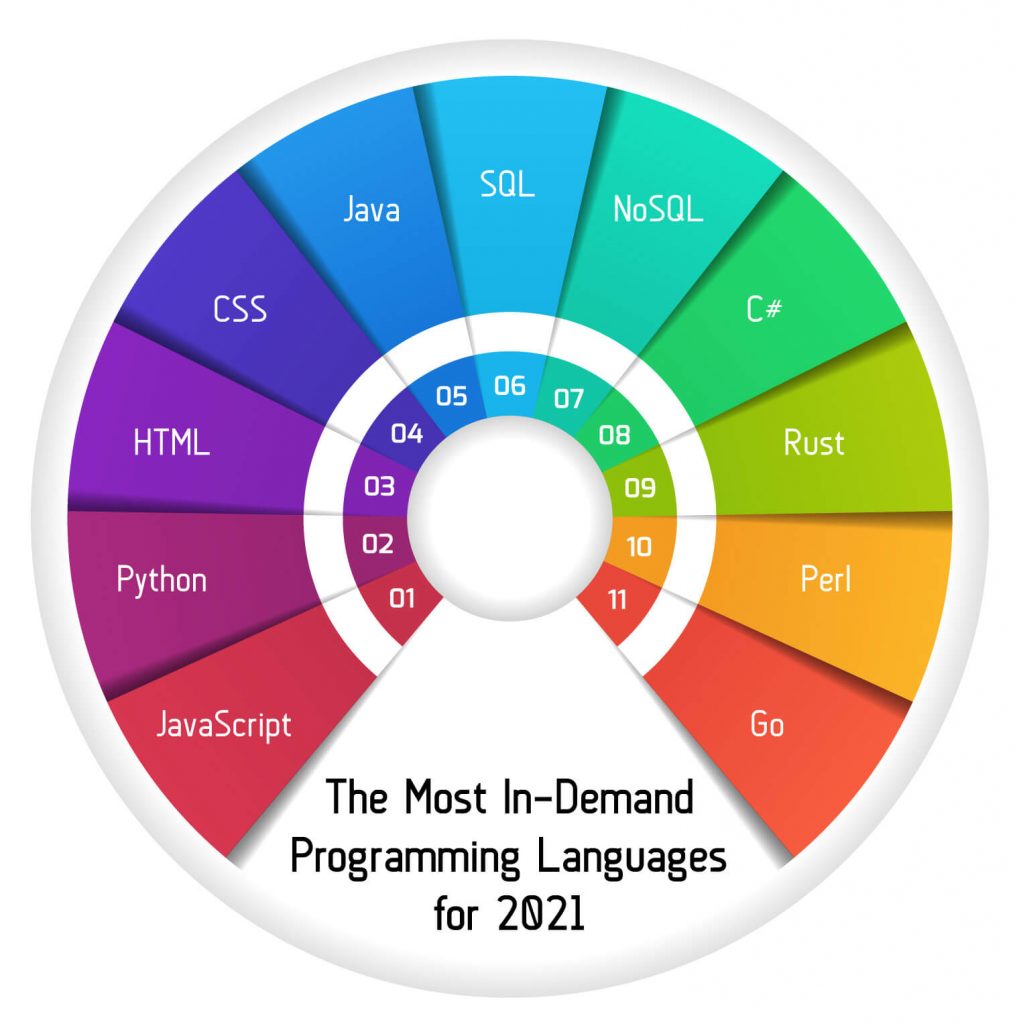 JavaScript
Python
HTML
CSS
Java
SQL
NoSQL
C#
Rust
Perl
Go
01
02
03
04
05
06
07
08
09
10
11
The Most In-Demand
Programming Languages
for 2021